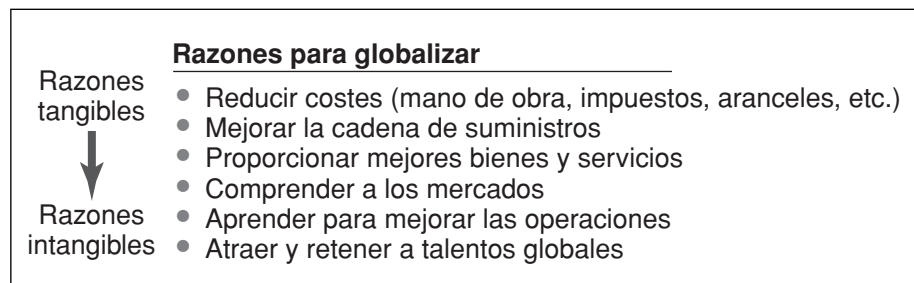 Razones para globalizar
Razones
tangibles
• Reducir costes (mano de obra, impuestos, aranceles, etc.)
• Mejorar la cadena de suministros
• Proporcionar mejores bienes y servicios
• Comprender a los mercados
• Aprender para mejorar las operaciones
• Atraer y retener a talentos globales
Razones
intangibles